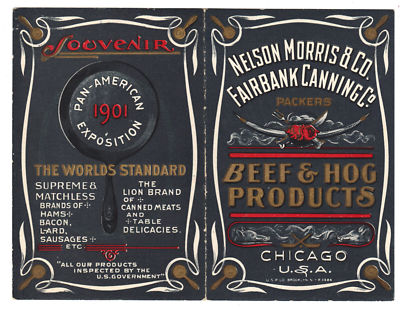 Souvenir.
PAN-AMERICAN
1901
EXPOSITION
THE WORLDS STANDARD
SUPREME &
MATCHLESS
BRANDS OF
HAMS
BACON,
LARD,
SAUSAGES
ETC.
THE
LION BRAND
OF
CANNED MEATS
AND
TABLE
DELICACIES.
"ALL OUR PRODUCTS
INSPECTED BY THE
U.S. GOVERNMENT"
NELSON MORRIS & CO.
FAIRBANK CANNING Co
PACKERS
BEEF & HOG
PRODUCTS
CHICAGO
U.S.A.